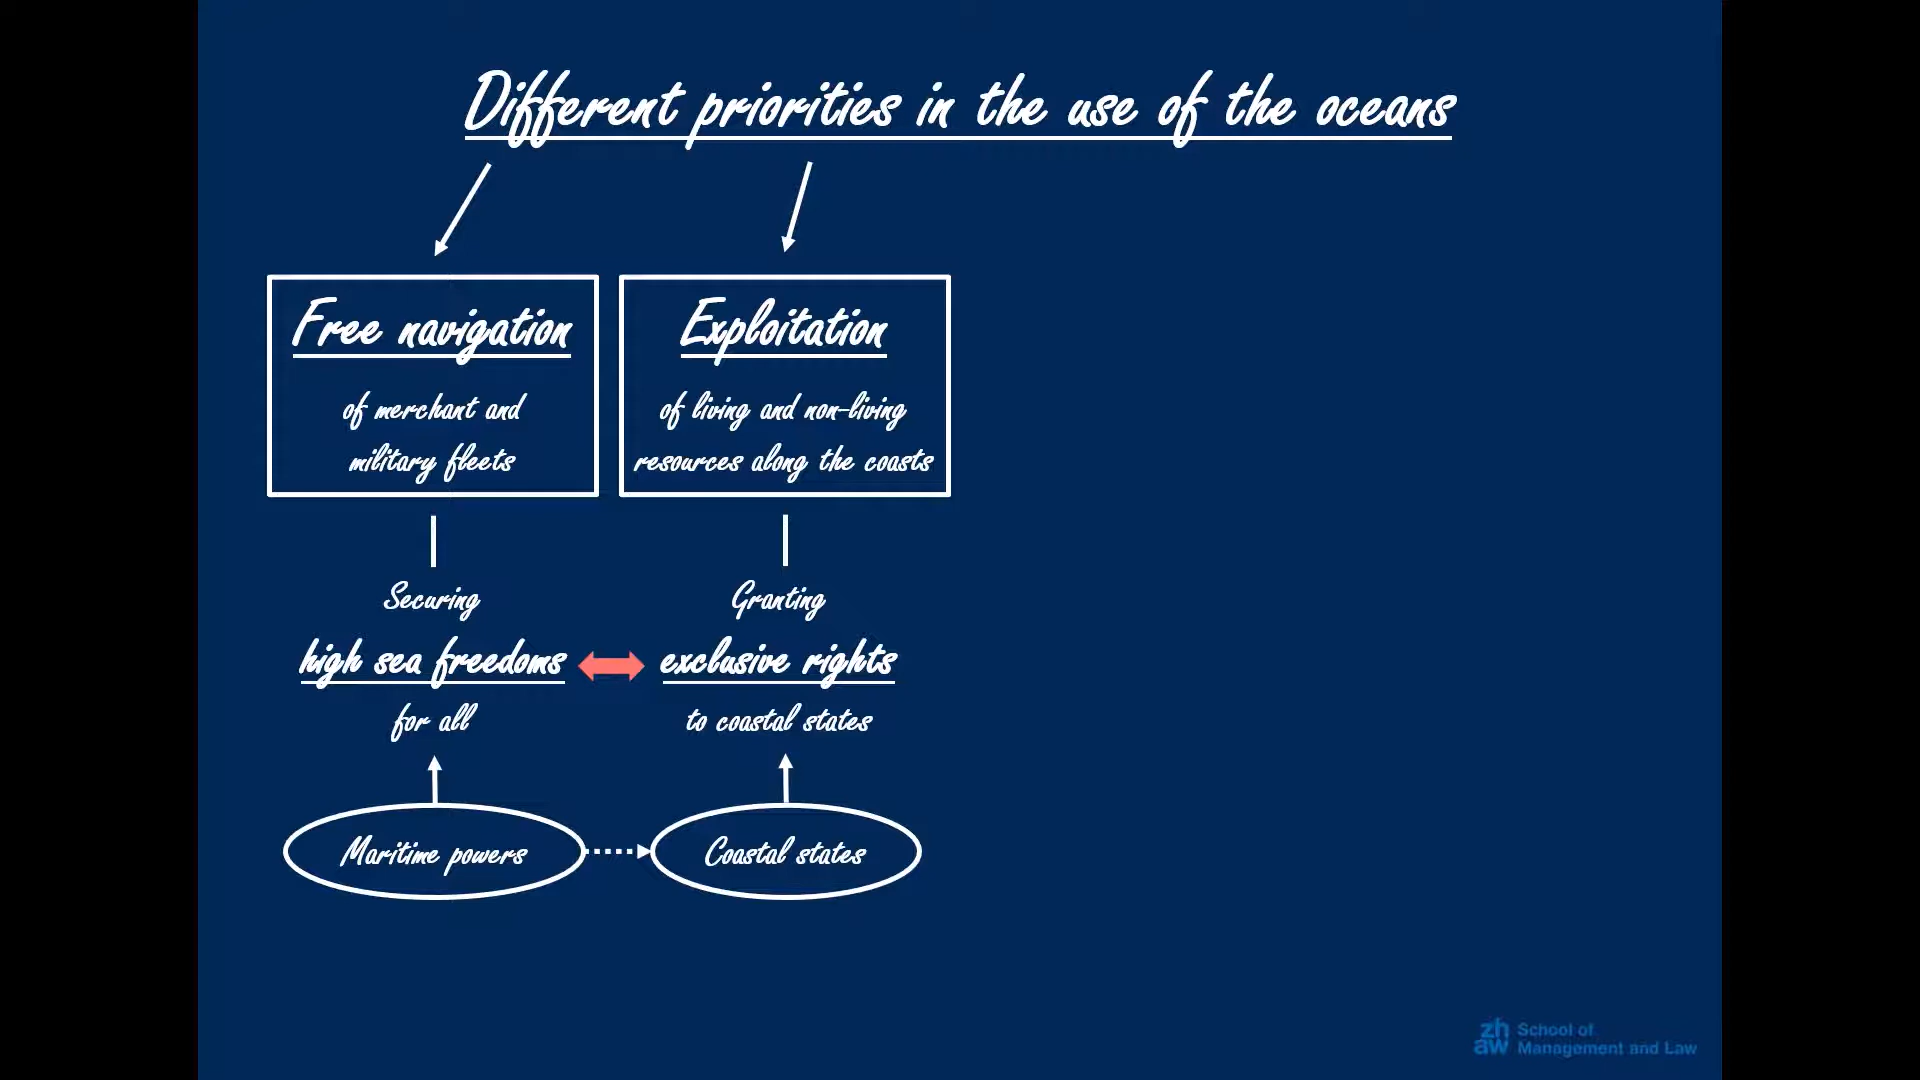 Different priorities in the use of the oceans
Free navigation
of merchant and
military fleets
Securing
high sea freedoms
for all
Maritime powers
Exploitation
of living and non-living
resources along the coasts
Granting
exclusive rights
to coastal states
Coastal states
zh
aw
School of
Management and Law